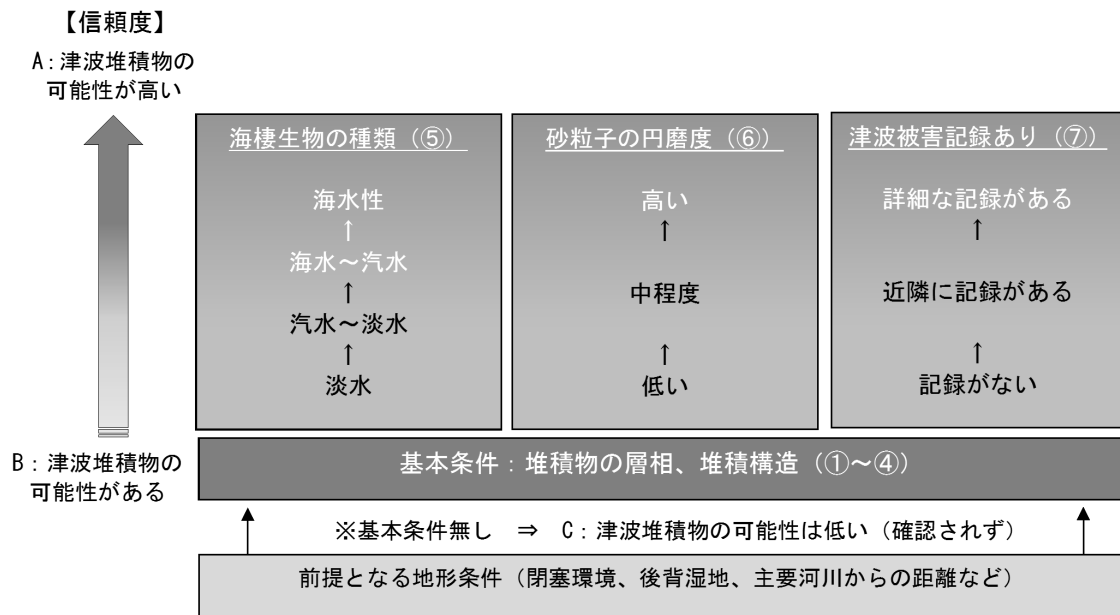 【信頼度】
A：津波堆積物の
可能性が高い
海棲生物の種類（⑤）
海水性
↑
海水～汽水
↑
汽水～淡水
↑
淡水
砂粒子の円磨度（⑥）
高い
↑
中程度
↑
低い
津波被害記録あり（⑦）
詳細な記録がある
↑
近隣に記録がある
↑
記録がない
B：津波堆積物の
可能性がある
基本条件：堆積物の層相、堆積構造（①～④）
※基本条件無し　⇒　C：津波堆積物の可能性は低い（確認されず）
前提となる地形条件（閉塞環境、後背湿地、主要河川からの距離など）